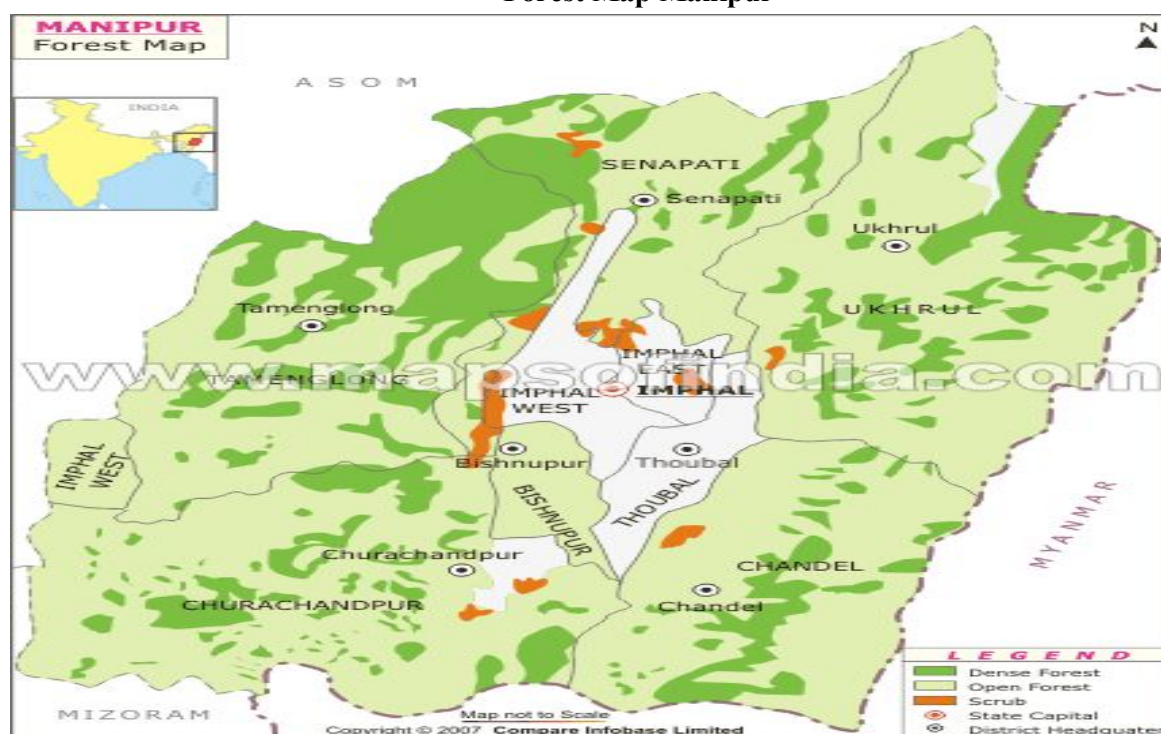 Forest Map Manipur
MANIPUR
Forest Map
N
ASOM
INDIA
SENAPATI
Senapati
Ukhrul
Tamenglong
UKHRUL
IMPHAL
EAST
www.mapsofindia.com
TAMENGLONG
IMPHAL
IMPHAL
WEST
IMPHAL
WEST
Bishnupur
Thoubal
BISHNUPUR
THOUBAL
MYANMAR
Churachandpur
CHANDEL
CHURACHANDPUR
Chandel
LEGEND
Dense Forest
Open Forest
Scrub
State Capital
District Headquater
MIZORAM
Map not to Scale
Copyright © 2007 Compare Infobase Limited